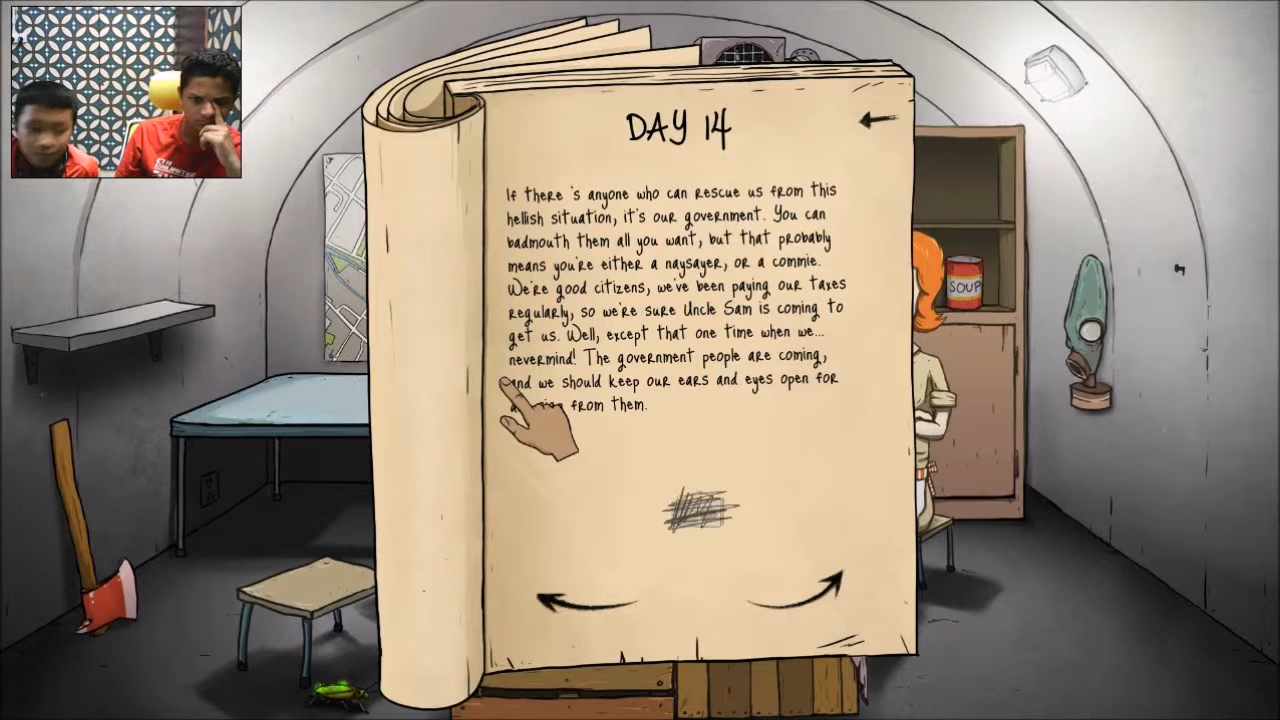 DAY 14
If there 's anyone who can rescue us from this
hellish situation, it's our government. You can
badmouth them all you want, but that probably
means you're either a naysayer, or a commie.
We're good citizens, we've been paying our taxes
regularly, so we're sure Uncle Sam is coming to
get us. Well, except that one time when we...
nevermind! The government people are coming,
and we should keep our ears and eyes open for
from them.
SOUP